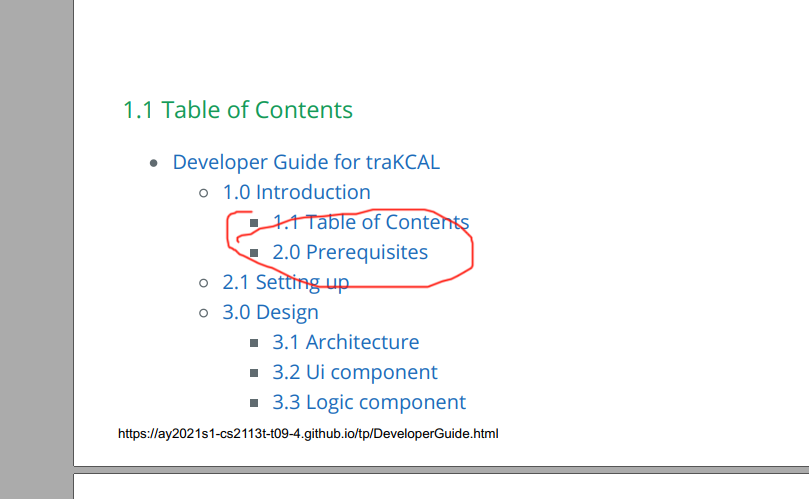 1.1 Table of Contents
Developer Guide for traKCAL
1.0 Introduction
1.1 Table of Contents
2.0 Prerequisites
2.1 Setting up
3.0 Design
3.1 Architecture
3.2 Ui component
3.3 Logic component
https://ay2021s1-cs2113t-t09-4.github.io/tp/DeveloperGuide.html